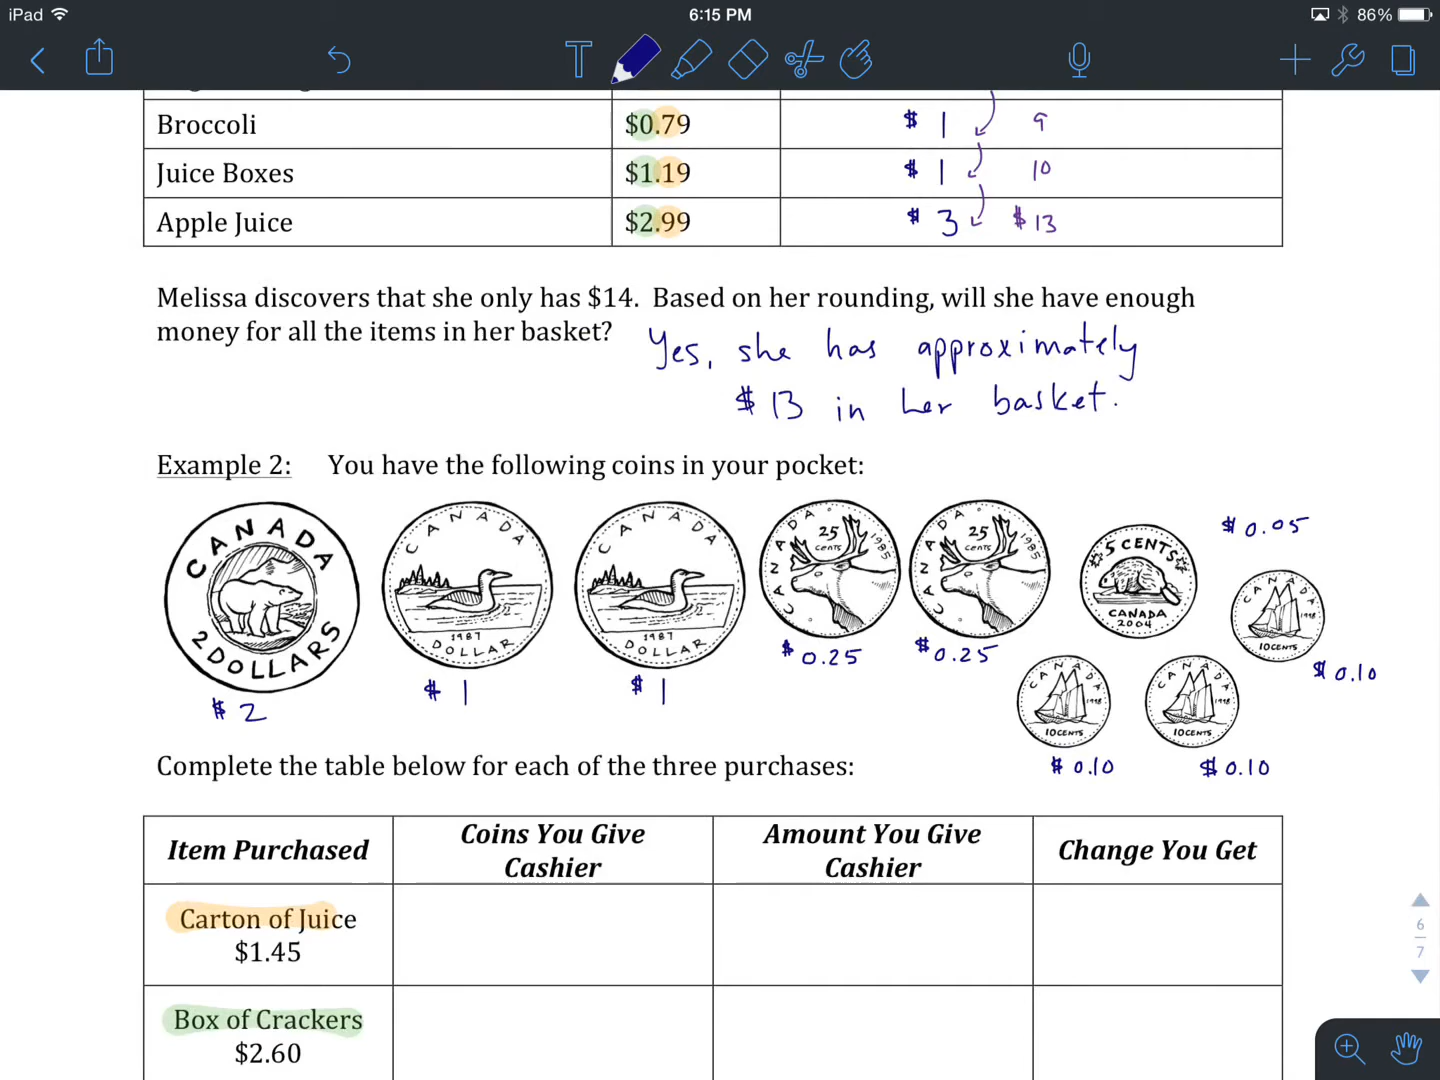 iPad 6:15 PM 86%
T
Broccoli $0.79 $ 1 9
Juice Boxes $1.19 $ 1 10
Apple Juice $2.99 $ 3 $ 13
Melissa discovers that she only has $14. Based on her rounding, will she have enough
money for all the items in her basket?
Yes, she has approximately
$ 13 in her basket.
Example 2: You have the following coins in your pocket:
CANADA
2 DOLLARS
$ 2
CANADA
1987
DOLLAR
$ 1
CANADA
1987
DOLLAR
$ 1
CANADA
25
CENTS
1985
$ 0.25
CANADA
25
CENTS
1985
$ 0.25
5 CENTS
CANADA
2004
$ 0.05
CANADA
1998
10 CENTS
$ 0.10
CANADA
1998
10 CENTS
$ 0.10
CANADA
1998
10 CENTS
$ 0.10
Complete the table below for each of the three purchases:
Item Purchased
Coins You Give
Cashier
Amount You Give
Cashier
Change You Get
Carton of Juice
$1.45
Box of Crackers
$2.60
6
7